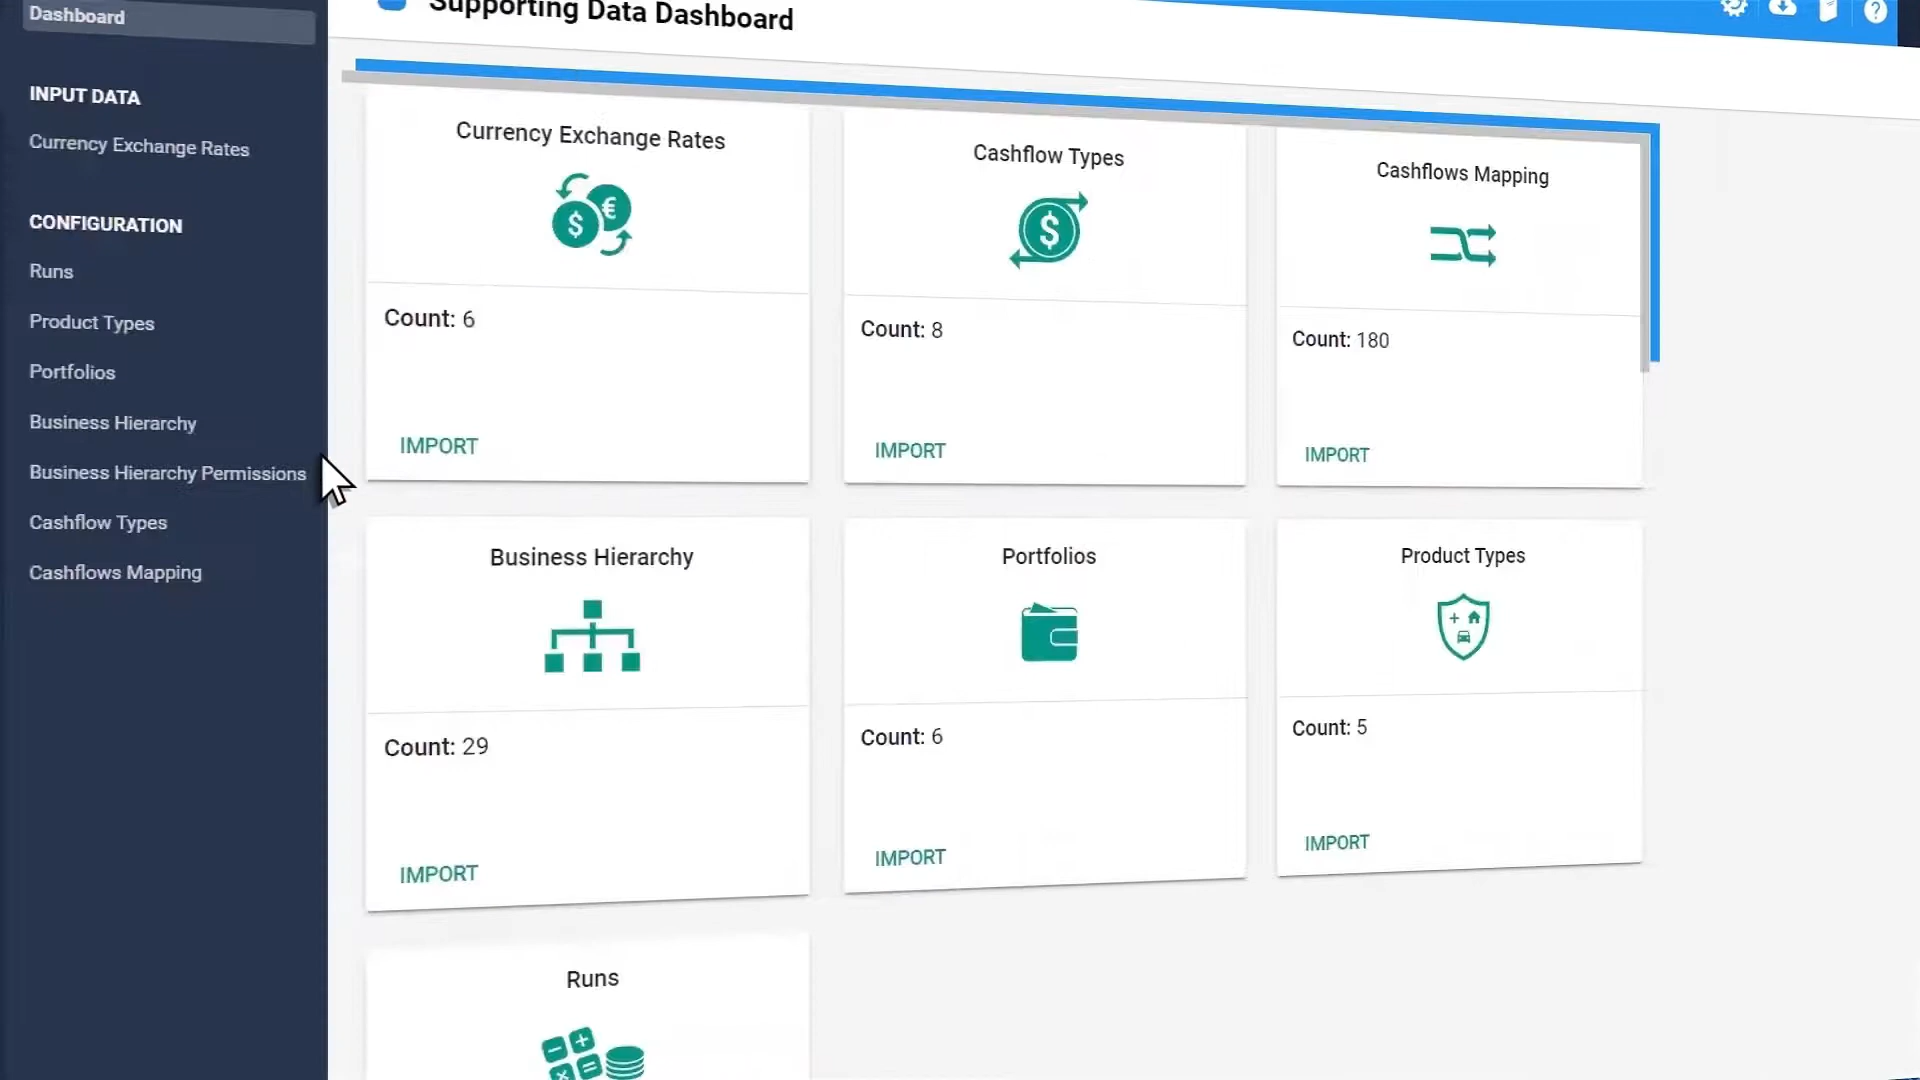 Dashboard
INPUT DATA
Currency Exchange Rates
CONFIGURATION
Runs
Product Types
Portfolios
Business Hierarchy
Business Hierarchy Permissions
Cashflow Types
Cashflows Mapping
Supporting Data Dashboard
?
Currency Exchange Rates
$ €
Count: 6
IMPORT
Cashflow Types
$
Count: 8
IMPORT
Cashflows Mapping
Count: 180
IMPORT
Business Hierarchy
Count: 29
IMPORT
Portfolios
Count: 6
IMPORT
Product Types
Count: 5
IMPORT
Runs